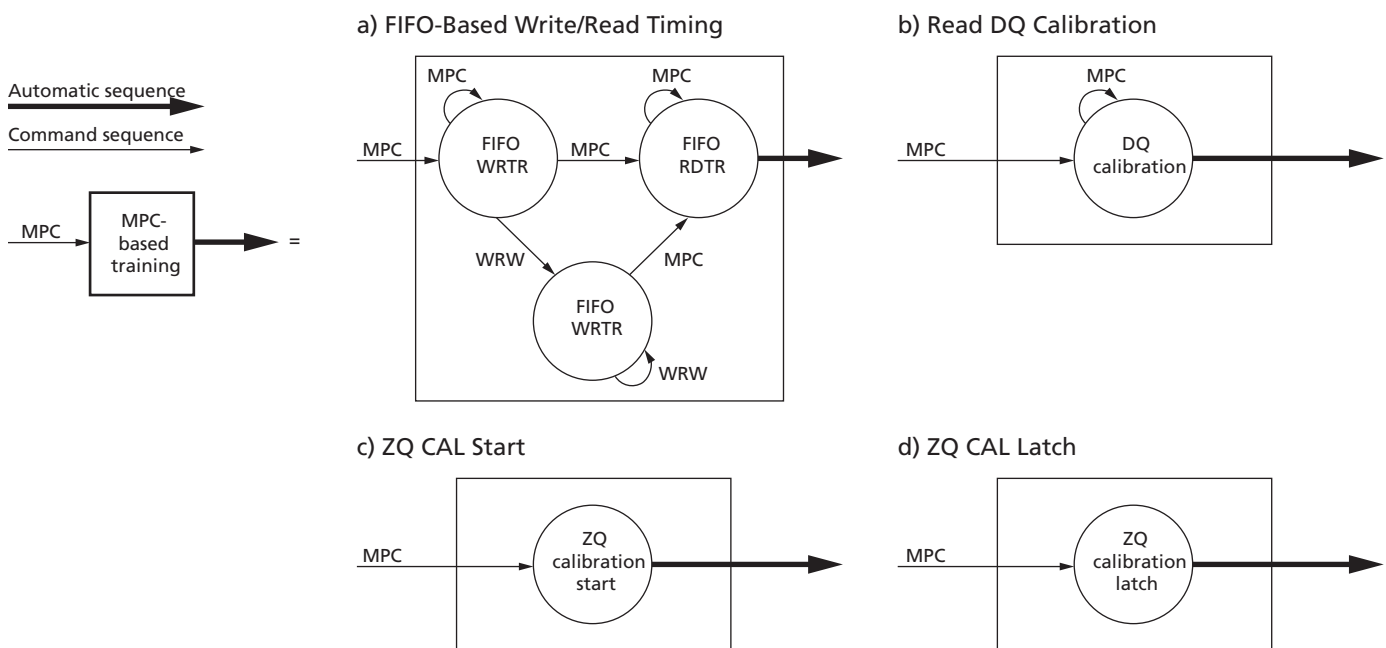 a) FIFO-Based Write/Read Timing
b) Read DQ Calibration
Automatic sequence
Command sequence
MPC
MPC-
based
training
=
MPC
MPC
FIFO
WRTR
MPC
MPC
FIFO
RDTR
WRW
MPC
FIFO
WRTR
WRW
MPC
MPC
DQ
calibration
c) ZQ CAL Start
d) ZQ CAL Latch
MPC
ZQ
calibration
start
MPC
ZQ
calibration
latch